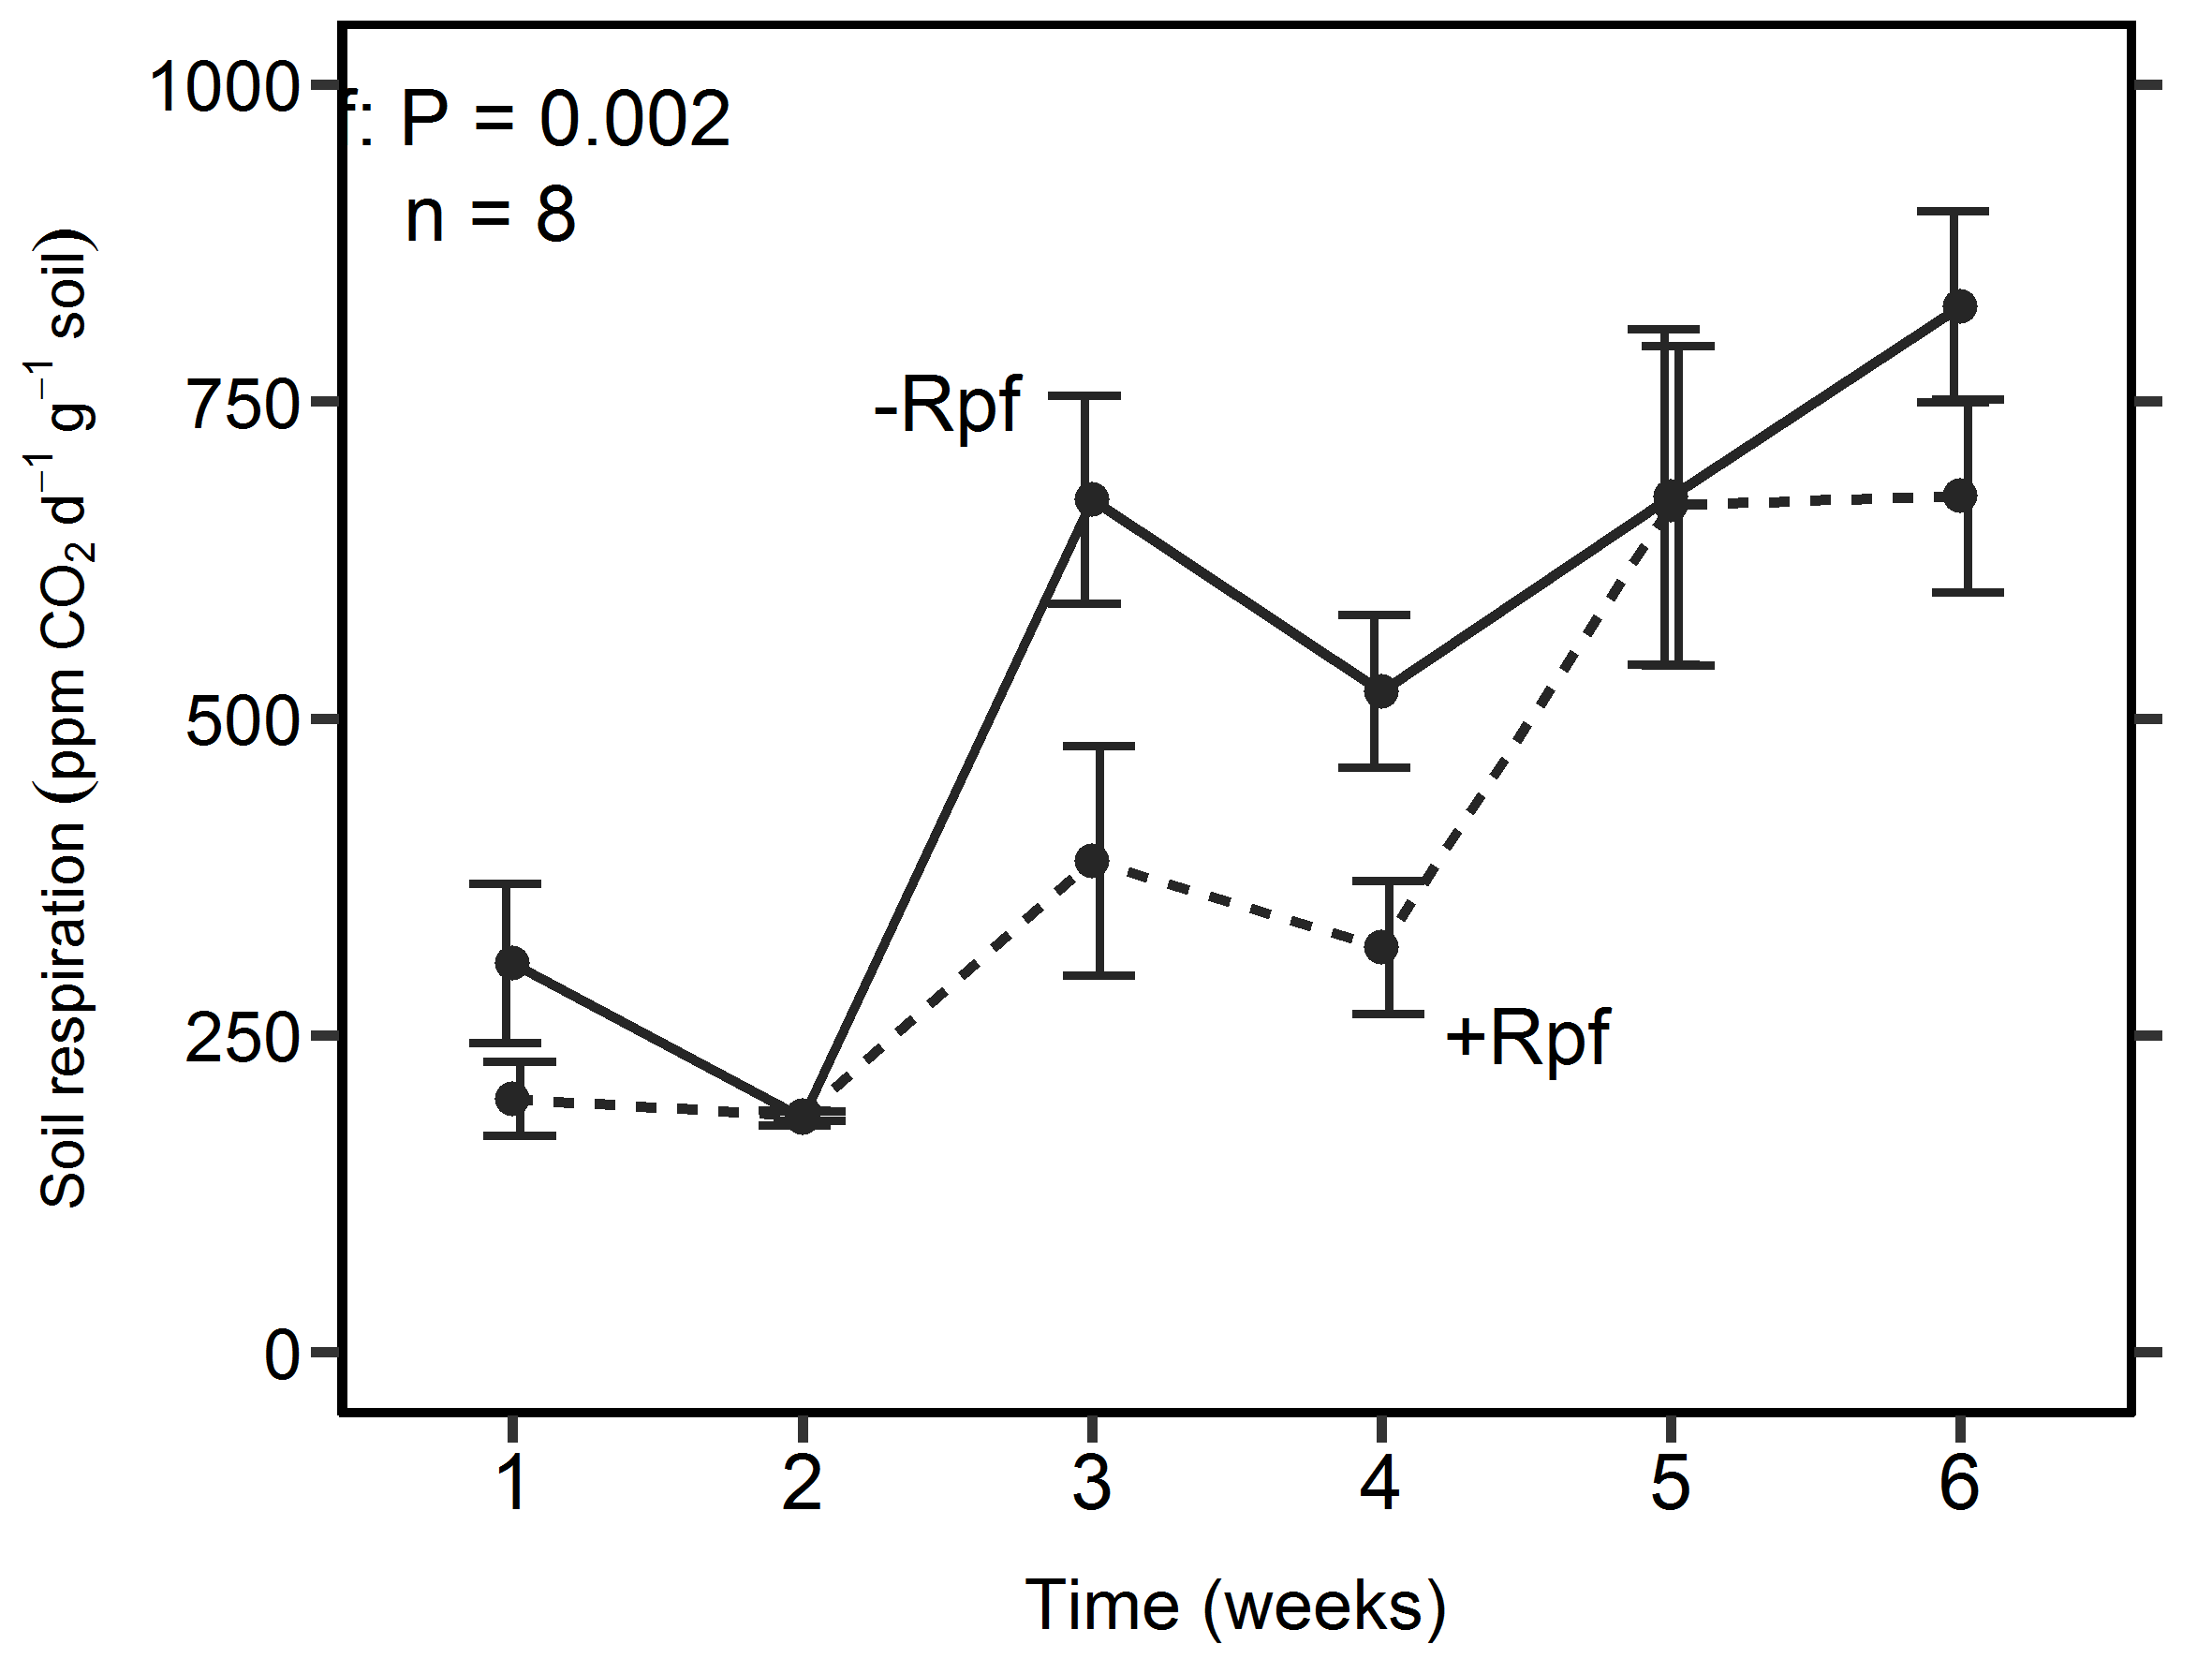 f: P = 0.002
n = 8
-Rpf
+Rpf
1000
750
500
250
0
1 2 3 4 5 6
Time (weeks)
Soil respiration (ppm CO₂ d⁻¹ g⁻¹ soil)